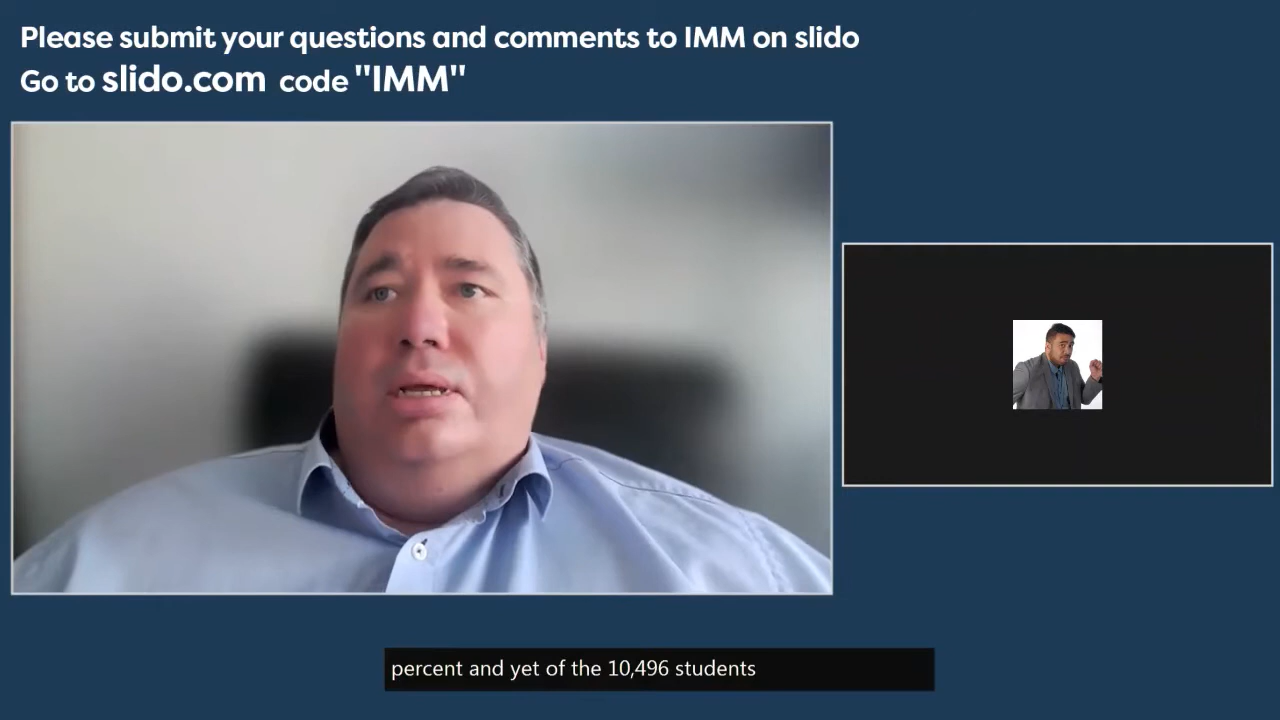 Please submit your questions and comments to IMM on slido
Go to slido.com code "IMM"
percent and yet of the 10,496 students